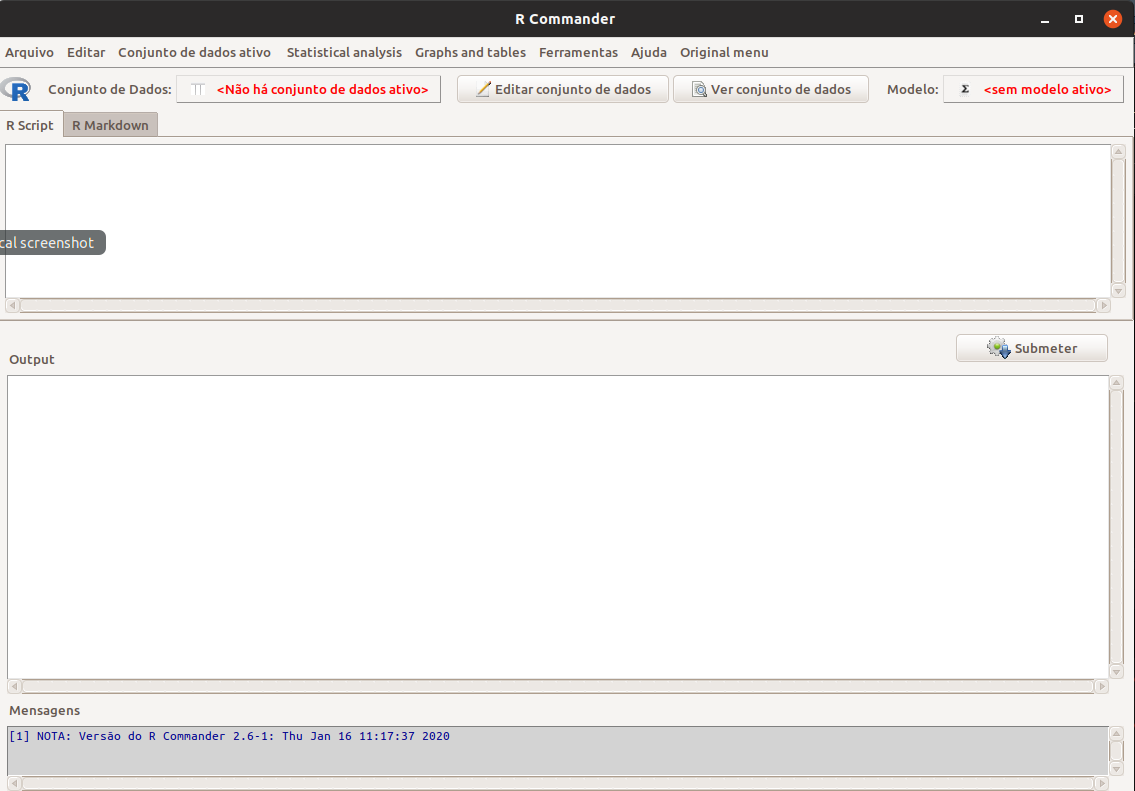 R Commander
Arquivo Editar Conjunto de dados ativo Statistical analysis Graphs and tables Ferramentas Ajuda Original menu
R Conjunto de Dados: <Não há conjunto de dados ativo> Editar conjunto de dados Ver conjunto de dados Modelo: Σ <sem modelo ativo>
R Script R Markdown
cal screenshot
Submeter
Output
Mensagens
[1] NOTA: Versão do R Commander 2.6-1: Thu Jan 16 11:17:37 2020